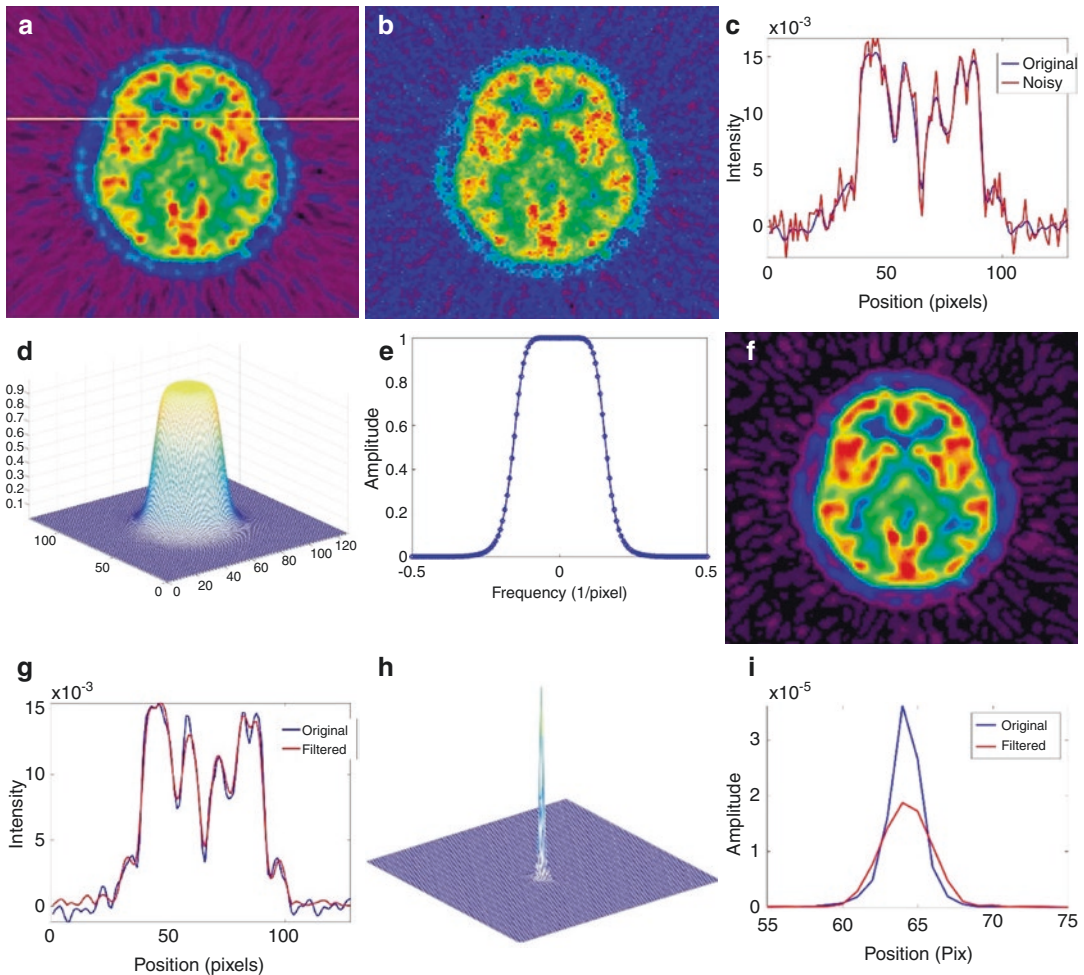 a
b
c
x10⁻³
15
10
5
0
Intensity
Original
Noisy
0
50
100
Position (pixels)
d
0.9
0.8
0.7
0.6
0.5
0.4
0.3
0.2
0.1
100
50
0
0
20
40
60
80
100
120
e
1
0.8
0.6
0.4
0.2
0
Amplitude
-0.5
0
0.5
Frequency (1/pixel)
f
g
x10⁻³
15
10
5
0
Intensity
Original
Filtered
0
50
100
Position (pixels)
h
i
x10⁻⁵
3
2
1
0
Amplitude
Original
Filtered
55
60
65
70
75
Position (Pix)